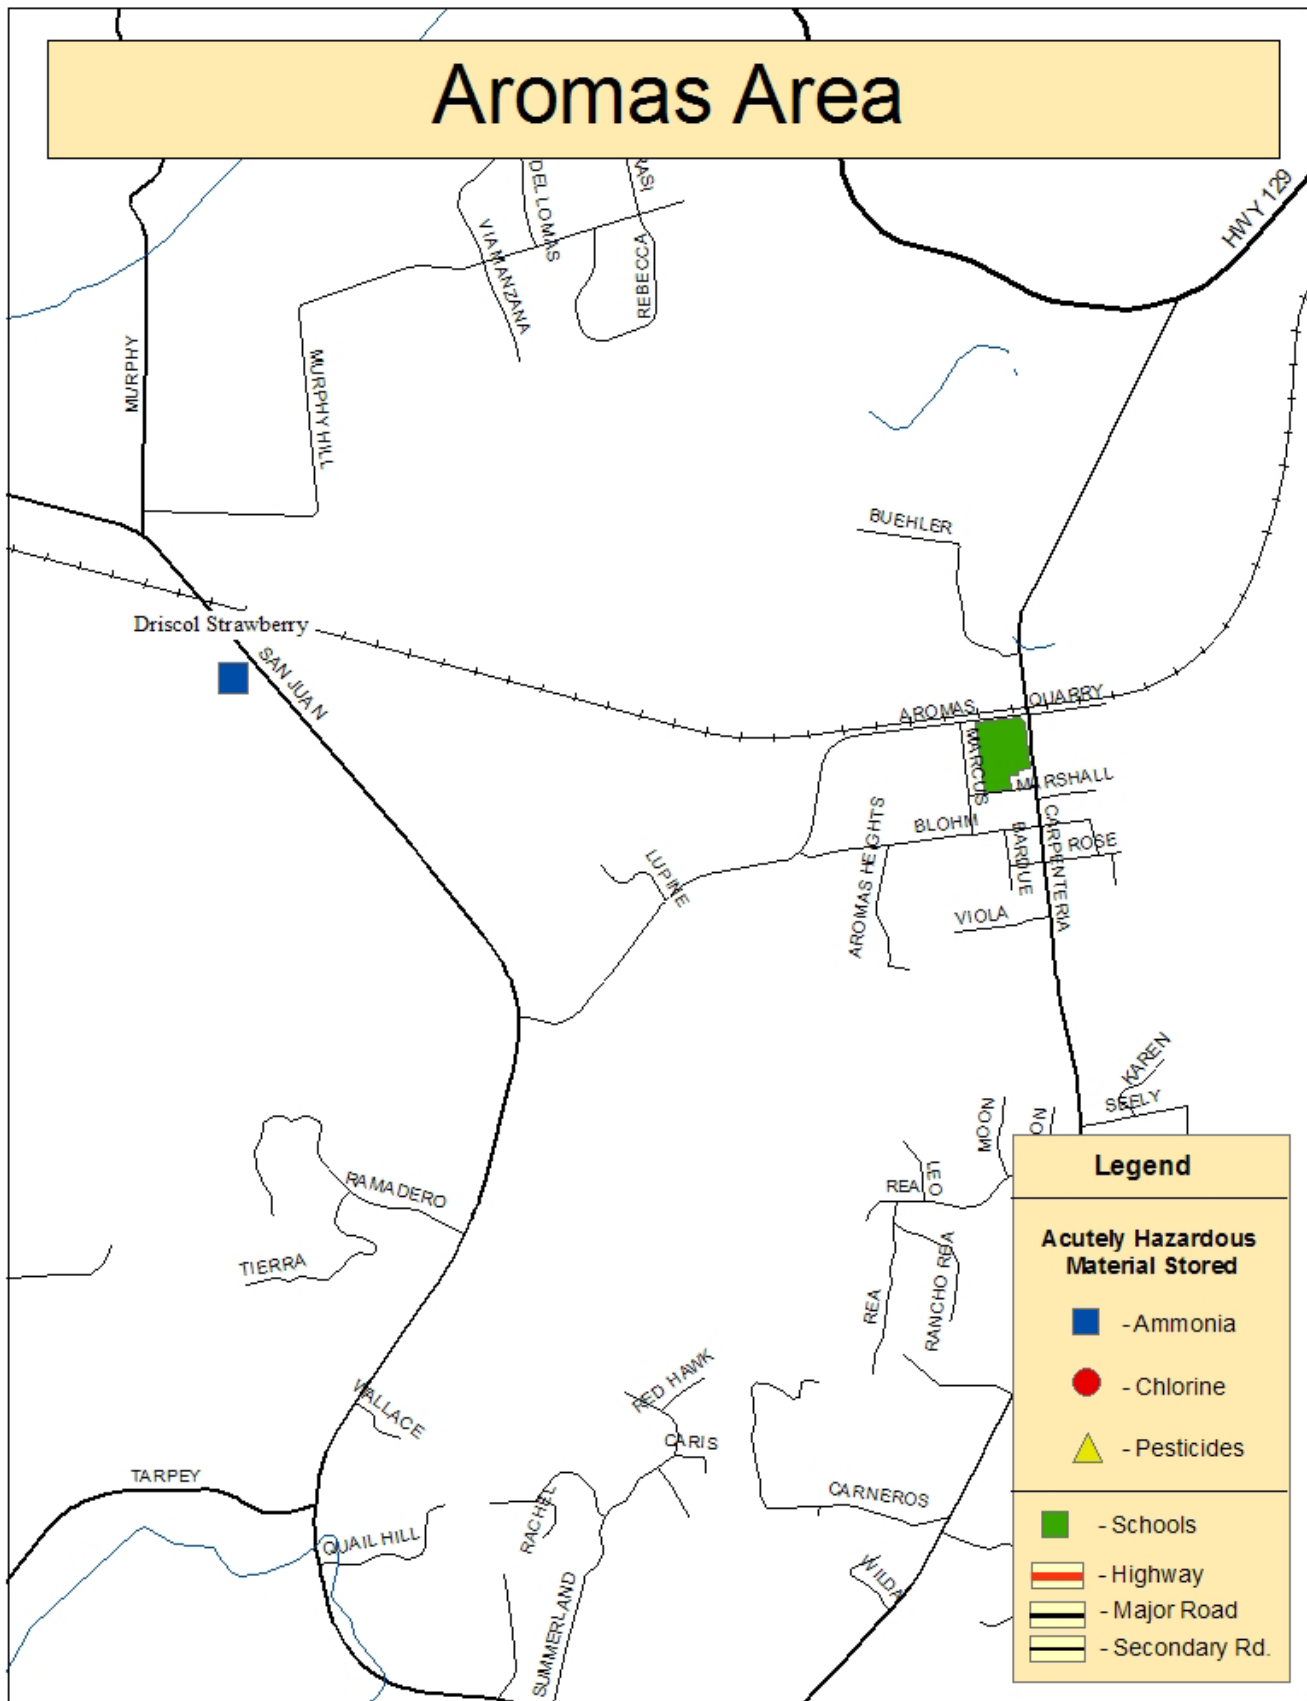 Aromas Area
HWY 129
DEL LOMAS
RASI
VIA MANZANA
REBECCA
MURPHY
MURPHY HILL
BUEHLER
Driscol Strawberry
SAN JUAN
AROMAS
QUARRY
MARCUS
MARSHALL
BLOHM
BARDUE
CARPENTERIA
ROSE
AROMAS HEIGHTS
LUPINE
VIOLA
KAREN
SEELY
MOON
NO
LEO
REA
RAMADERO
TIERRA
RANCHO REA
REA
WALLACE
RED HAWK
CARIS
TARPEY
CARNEROS
RACHEL
QUAIL HILL
WILDA
SUMMERLAND
Legend
Acutely Hazardous
Material Stored
- Ammonia
- Chlorine
- Pesticides
- Schools
- Highway
- Major Road
- Secondary Rd.